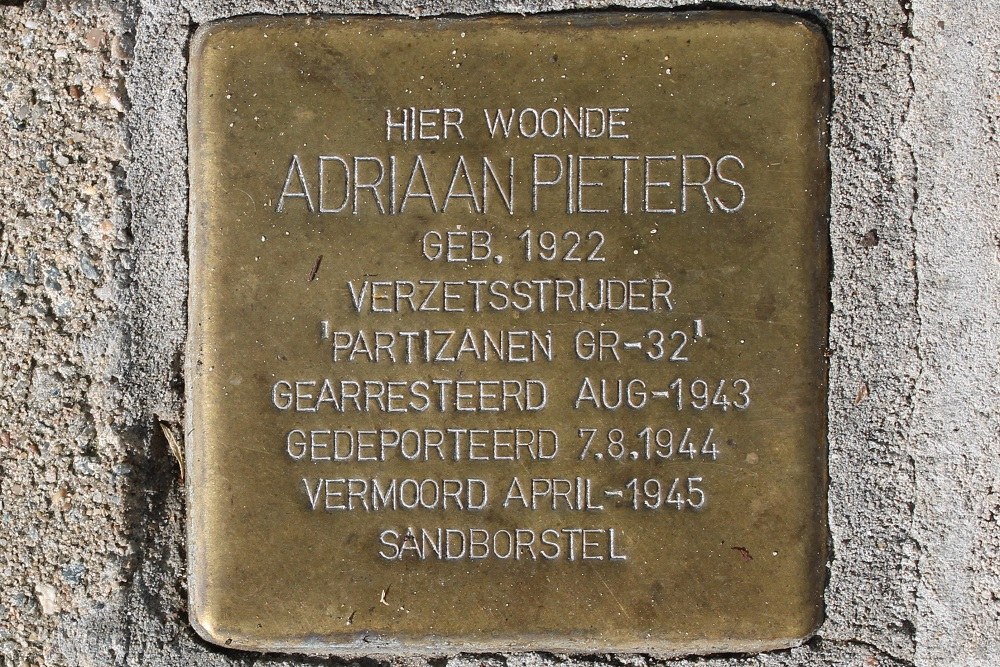 HIER WOONDE
ADRIAAN PIETERS
GEB. 1922
VERZETSSTRIJDER
'PARTIZANEN GR-32'
GEARRESTEERD AUG-1943
GEDEPORTEERD 7.8.1944
VERMOORD APRIL-1945
SANDBORSTEL